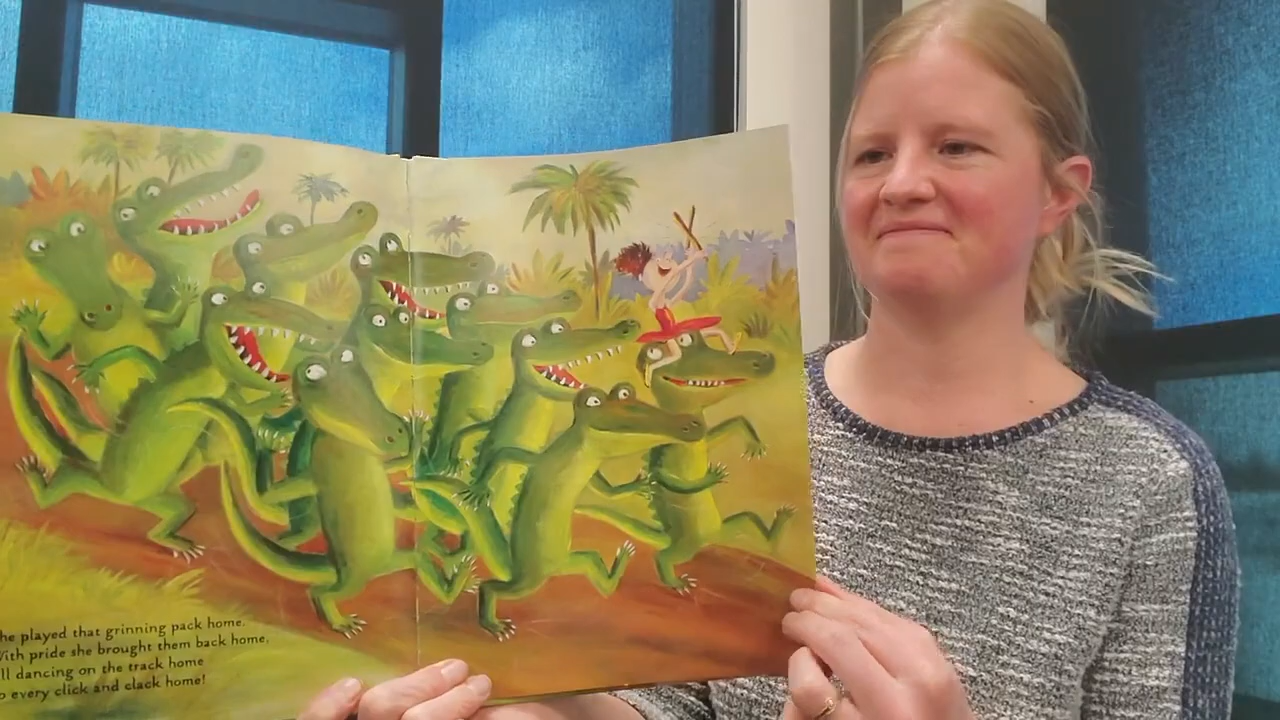 he played that grinning pack home.
ith pride she brought them back home,
ll dancing on the track home
o every click and clack home!